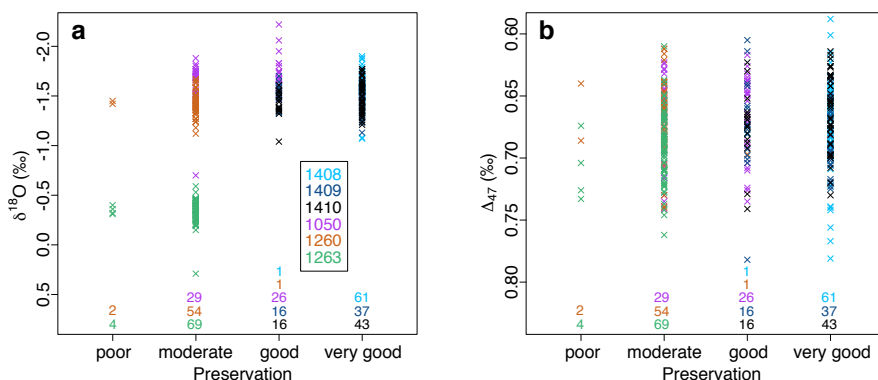 a
δ18O (‰)
-2.0
-1.5
-1.0
-0.5
0.0
0.5
1408
1409
1410
1050
1260
1263
1
1
29 26 61
2 54 16 37
4 69 16 43
poor moderate good very good
Preservation
b
Δ47 (‰)
0.60
0.65
0.70
0.75
0.80
1
1
29 26 61
2 54 16 37
4 69 16 43
poor moderate good very good
Preservation